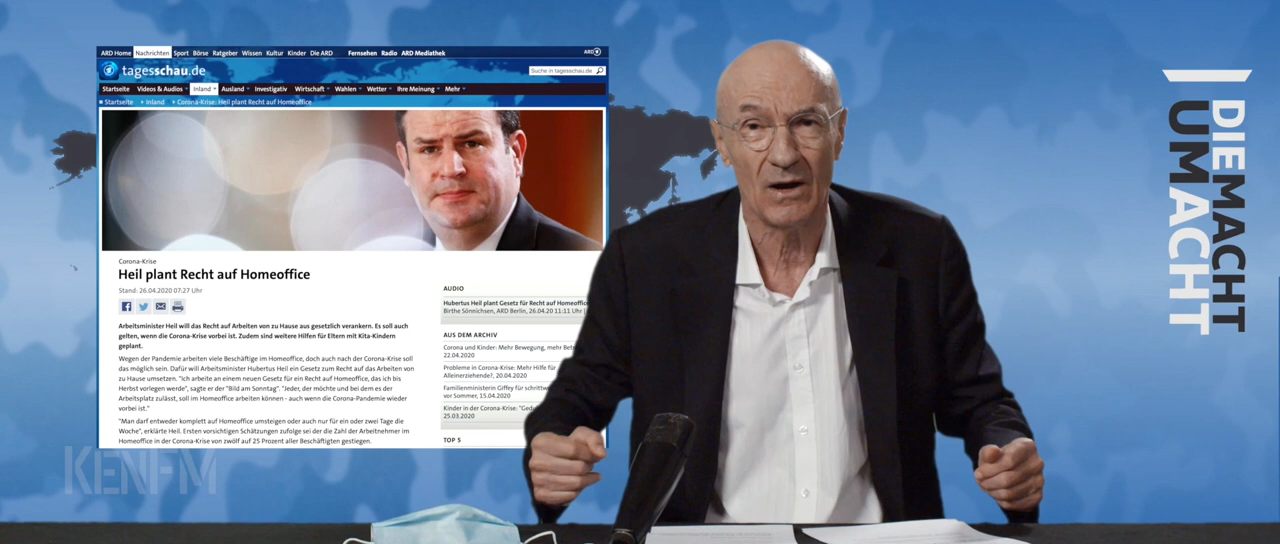 ARD Home Nachrichten Sport Börse Ratgeber Wissen Kultur Kinder Die ARD Fernsehen Radio ARD Mediathek
ARD
tagesschau.de
Suche in tagesschau.de
Startseite Videos & Audios Inland Ausland Investigativ Wirtschaft Wahlen Wetter Ihre Meinung Mehr
Startseite Inland Corona-Krise: Heil plant Recht auf Homeoffice
Corona-Krise
Heil plant Recht auf Homeoffice
Stand: 26.04.2020 07:27 Uhr
Arbeitsminister Heil will das Recht auf Arbeiten von zu Hause aus gesetzlich verankern. Es soll auch
gelten, wenn die Corona-Krise vorbei ist. Zudem sind weitere Hilfen für Eltern mit Kita-Kindern
geplant.
Wegen der Pandemie arbeiten viele Beschäftige im Homeoffice, doch auch nach der Corona-Krise soll
das möglich sein. Dafür will Arbeitsminister Hubertus Heil ein Gesetz zum Recht auf das Arbeiten von
zu Hause umsetzen. "Ich arbeite an einem neuen Gesetz für ein Recht auf Homeoffice, das ich bis
Herbst vorlegen werde", sagte er der "Bild am Sonntag". "Jeder, der möchte und bei dem es der
Arbeitsplatz zulässt, soll im Homeoffice arbeiten können - auch wenn die Corona-Pandemie wieder
vorbei ist."
"Man darf entweder komplett auf Homeoffice umsteigen oder auch nur für ein oder zwei Tage die
Woche", erklärte Heil. Ersten vorsichtigen Schätzungen zufolge sei der die Zahl der Arbeitnehmer im
Homeoffice in der Corona-Krise von zwölf auf 25 Prozent aller Beschäftigten gestiegen.
AUDIO
Hubertus Heil plant Gesetz für Recht auf Homeoffice
Birthe Sönnichsen, ARD Berlin, 26.04.20 11:11 Uhr |
AUS DEM ARCHIV
Corona und Kinder: Mehr Bewegung, mehr
22.04.2020
Probleme in Corona-Krise: Mehr Hilfe für
Alleinerziehende?, 20.04.2020
Familienministerin Giffey für
vor Sommer, 15.04.2020
Kinder in der Corona-Krise:
25.03.2020
TOP 5
KENFM
DIEMACHT
UMACHT